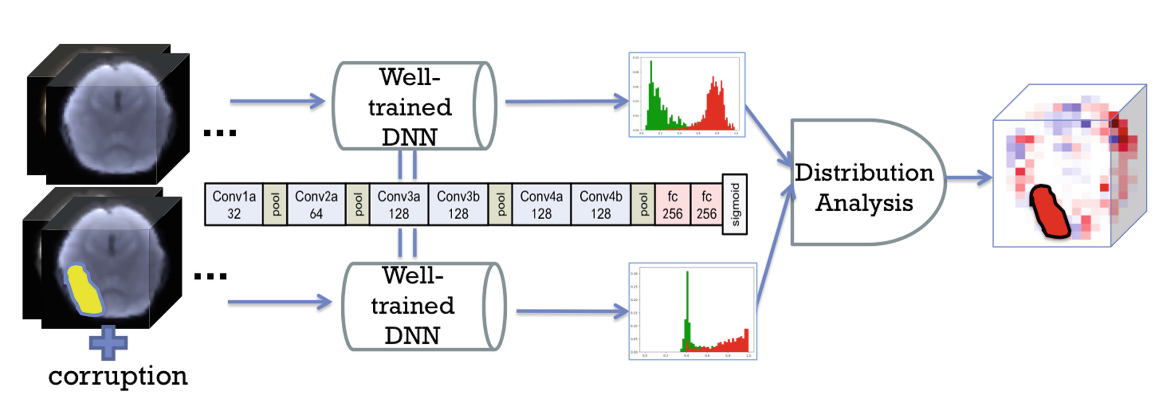 Well-
trained
DNN
...
Conv1a
32
pool
Conv2a
64
pool
Conv3a
128
Conv3b
128
pool
Conv4a
128
Conv4b
128
pool
fc
256
fc
256
sigmoid
Distribution
Analysis
...
Well-
trained
DNN
corruption